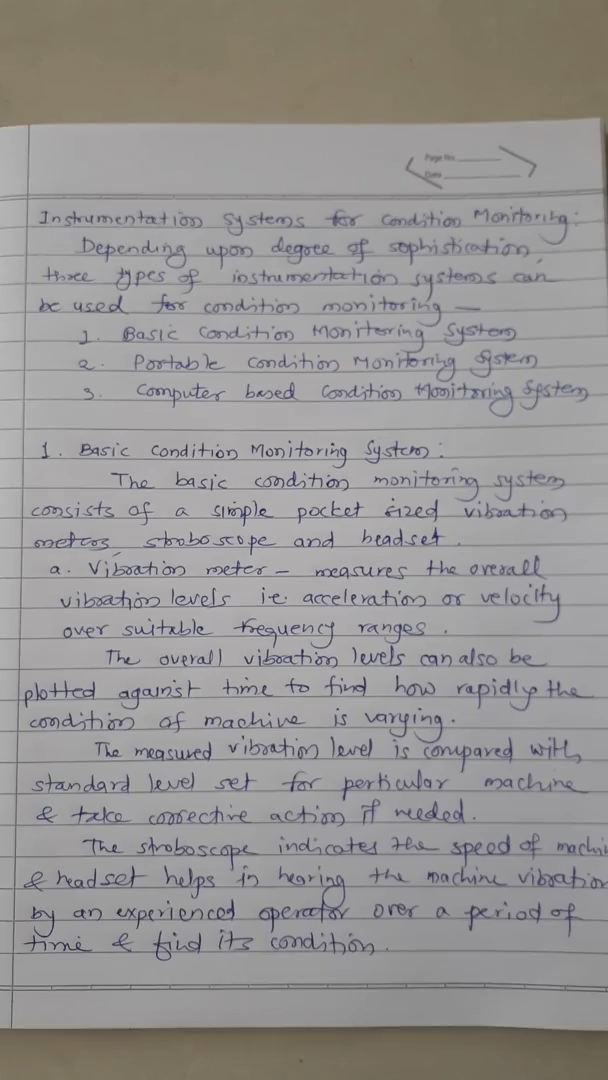 Page No.
Date
Instrumentation systems for condition Monitoring:
Depending upon degree of sophistication,
three types of instrumentation systems can
be used for condition monitoring —
1. Basic Condition Monitoring System
2. Portable Condition Monitoring System
3. Computer based Condition Monitoring System
1. Basic Condition Monitoring System:
The basic condition monitoring system
consists of a simple pocket sized vibration
meters, stroboscope and headset.
a. Vibration meter - measures the overall
vibration levels i.e. acceleration or velocity
over suitable frequency ranges.
The overall vibration levels can also be
plotted against time to find how rapidly the
condition of machine is varying.
The measured vibration level is compared with
standard level set for perticular machine
& take corrective action if needed.
The stroboscope indicates the speed of machi
& headset helps in hearing the machine vibration
by an experienced operator over a period of
time & find its condition.